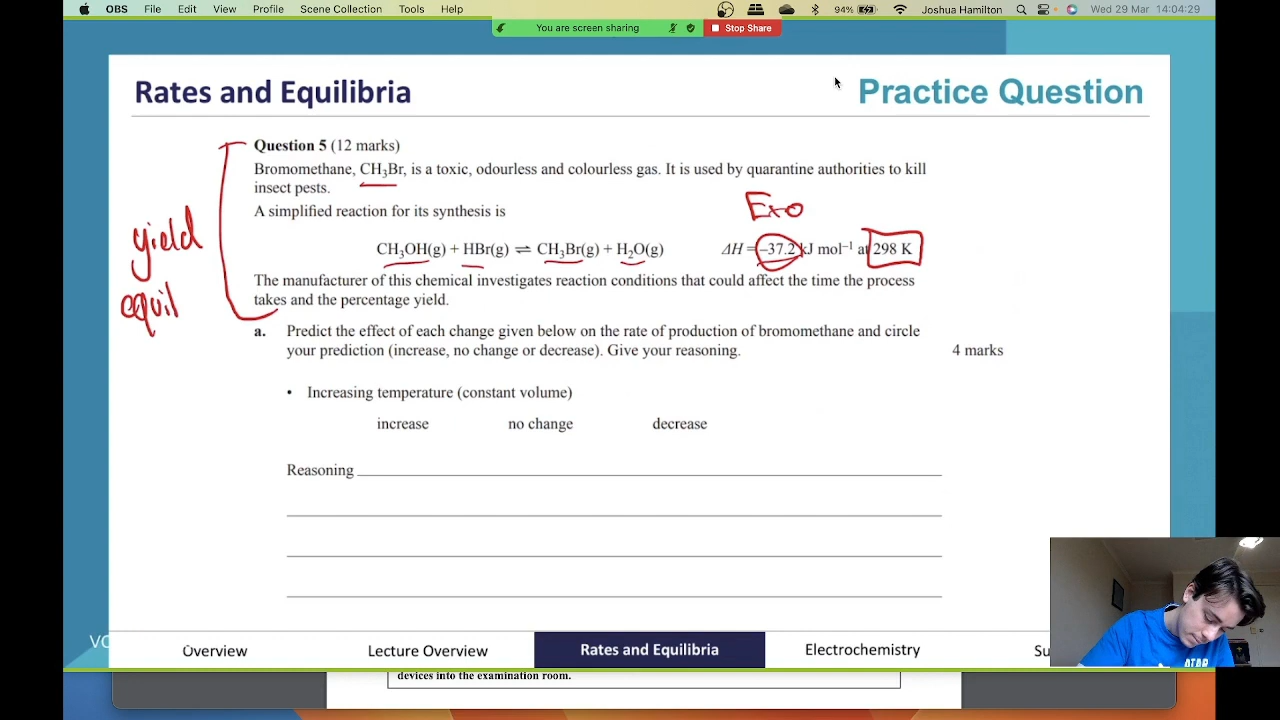 OBS File Edit View Profile Scene Collection Tools Help 94% Joshua Hamilton Wed 29 Mar 14:04:29
You are screen sharing Stop Share
Rates and Equilibria
Practice Question
Question 5 (12 marks)
Bromomethane, CH₃Br, is a toxic, odourless and colourless gas. It is used by quarantine authorities to kill
insect pests.
A simplified reaction for its synthesis is
Exo
CH₃OH(g) + HBr(g) ⇌ CH₃Br(g) + H₂O(g) ΔH = –37.2 kJ mol⁻¹ at 298 K
yield
equil
The manufacturer of this chemical investigates reaction conditions that could affect the time the process
takes and the percentage yield.
a. Predict the effect of each change given below on the rate of production of bromomethane and circle
your prediction (increase, no change or decrease). Give your reasoning.
4 marks
• Increasing temperature (constant volume)
increase no change decrease
Reasoning
Overview Lecture Overview Rates and Equilibria Electrochemistry
devices into the examination room.